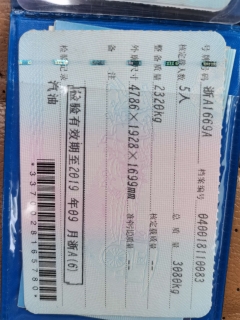 号牌号码 浙A1669A 档案编号 040018110083
核定载人数 5人 总质量 3080kg
整备质量 2320kg 核定载质量 --
外廓尺寸 4786×1928×1699mm 准牵引总质量 --
备注
检验记录 检验有效期至2019年09月浙A(6)
汽油
*3370028165780*